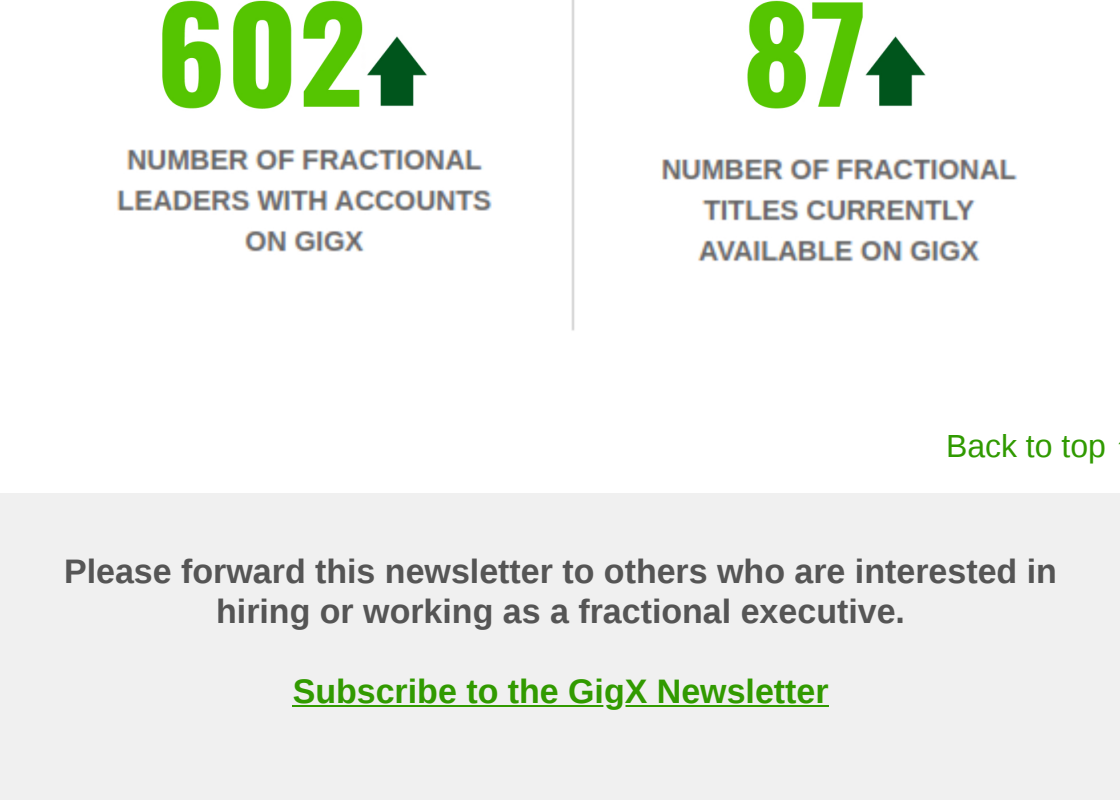 602
NUMBER OF FRACTIONAL
LEADERS WITH ACCOUNTS
ON GIGX
87
NUMBER OF FRACTIONAL
TITLES CURRENTLY
AVAILABLE ON GIGX
Back to top
Please forward this newsletter to others who are interested in
hiring or working as a fractional executive.
Subscribe to the GigX Newsletter